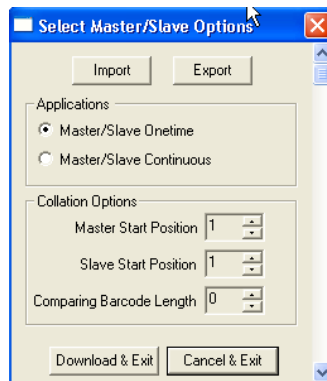 Select Master/Slave Options
Import Export
Applications
Master/Slave Onetime
Master/Slave Continuous
Collation Options
Master Start Position 1
Slave Start Position 1
Comparing Barcode Length 0
Download & Exit Cancel & Exit